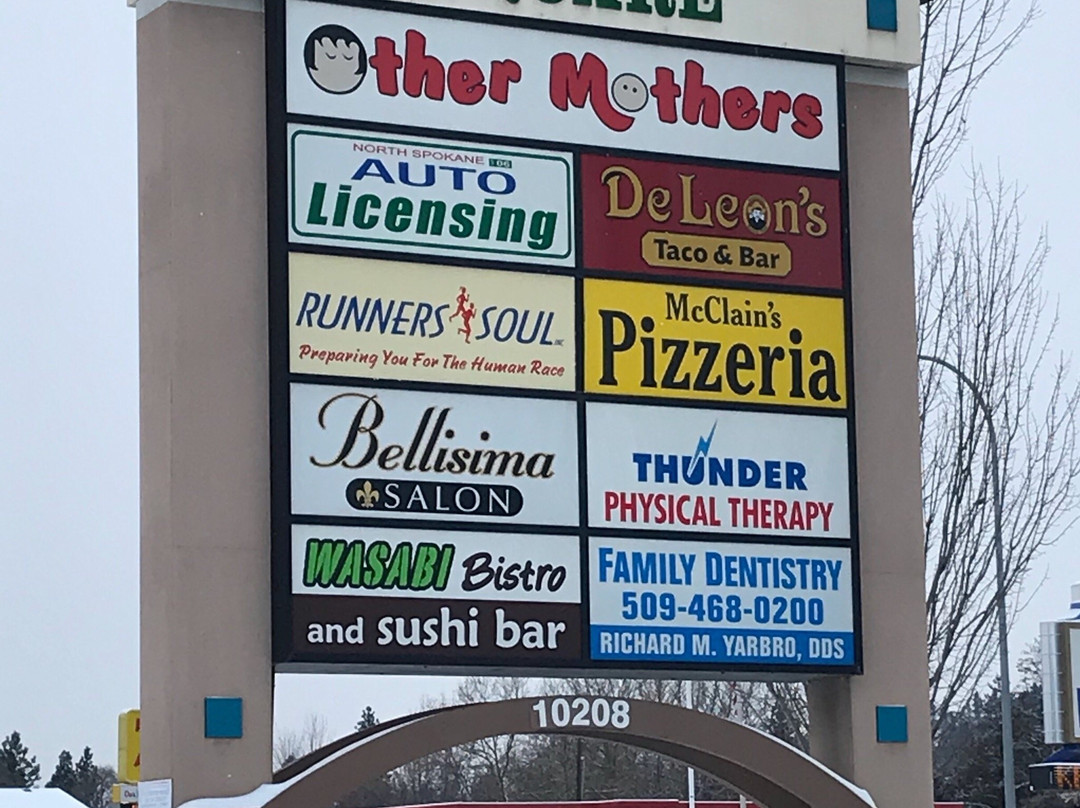 Other Mothers
NORTH SPOKANE
AUTO
Licensing
DeLeon's
Taco & Bar
RUNNERS SOUL
Preparing You For The Human Race
McClain's
Pizzeria
Bellisima
SALON
THUNDER
PHYSICAL THERAPY
WASABI Bistro
and sushi bar
FAMILY DENTISTRY
509-468-0200
RICHARD M. YARBRO, DDS
10208